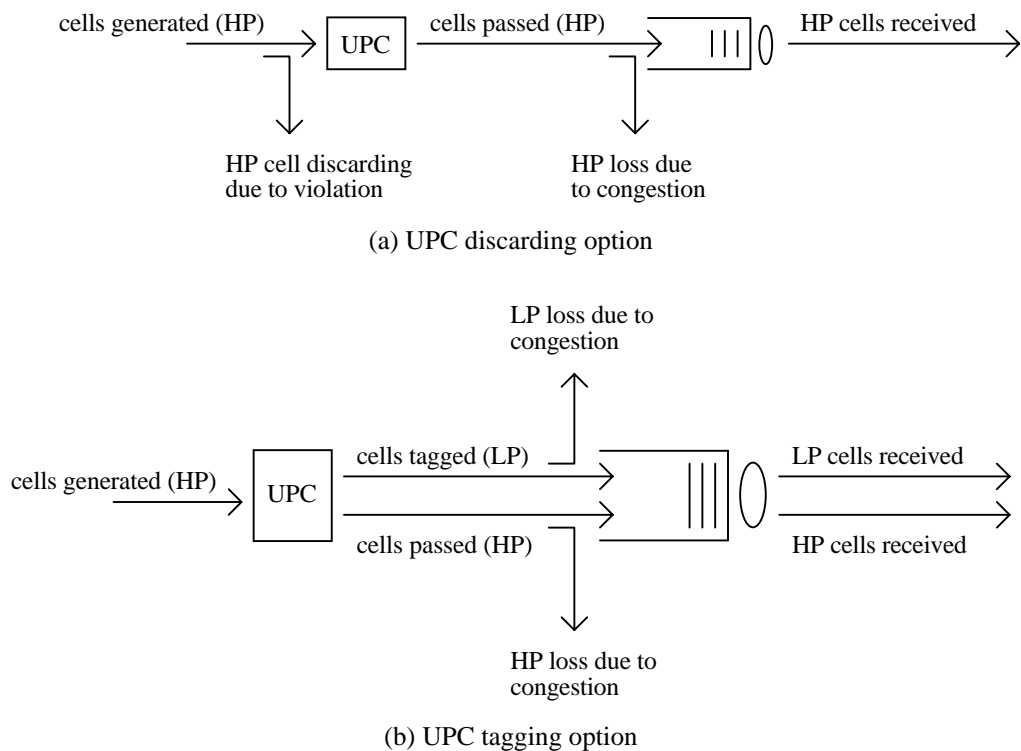 cells generated (HP)
UPC
cells passed (HP)
HP cells received
HP cell discarding
due to violation
HP loss due
to congestion
(a) UPC discarding option
LP loss due to
congestion
cells generated (HP)
UPC
cells tagged (LP)
cells passed (HP)
LP cells received
HP cells received
HP loss due to
congestion
(b) UPC tagging option